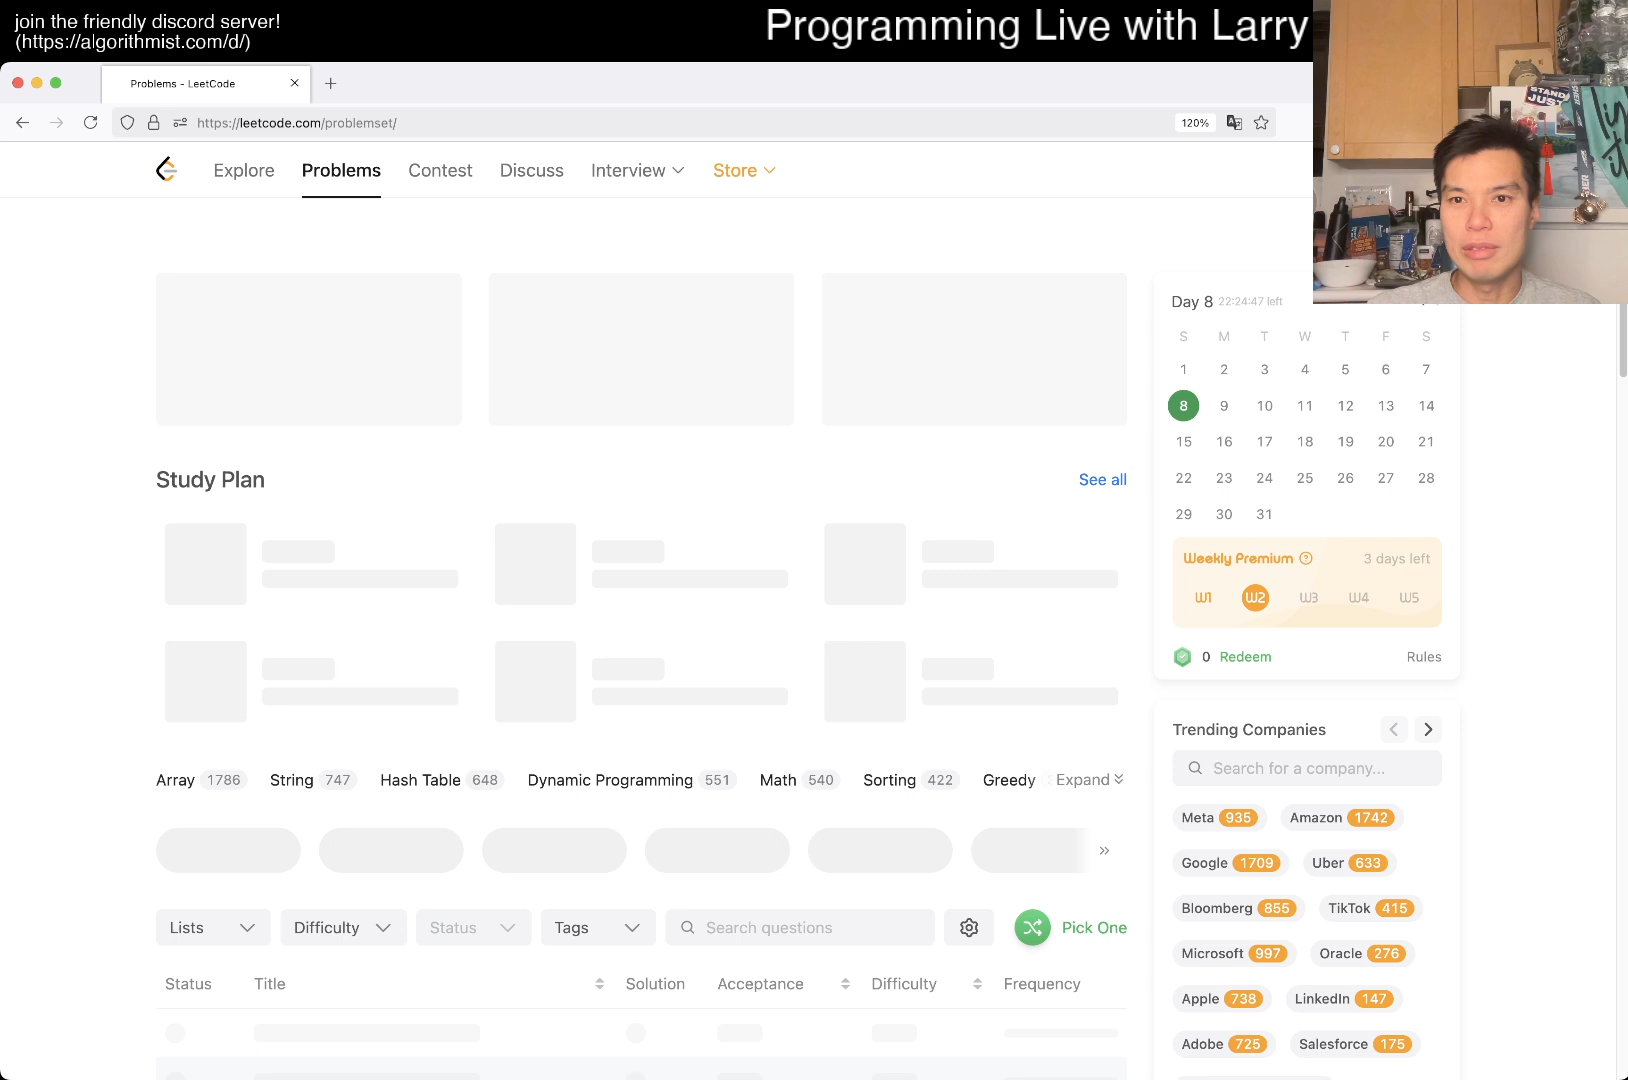 join the friendly discord server!
(https://algorithmist.com/d/)
Programming Live with Larry
Problems - LeetCode
https://leetcode.com/problemset/
120%
Explore Problems Contest Discuss Interview Store
Day 8 22:24:47 left
S M T W T F S
1 2 3 4 5 6 7
8 9 10 11 12 13 14
15 16 17 18 19 20 21
22 23 24 25 26 27 28
29 30 31
Weekly Premium 3 days left
W1 W2 W3 W4 W5
0 Redeem Rules
Study Plan See all
Array 1786 String 747 Hash Table 648 Dynamic Programming 551 Math 540 Sorting 422 Greedy Expand
Lists Difficulty Status Tags Search questions Pick One
Status Title Solution Acceptance Difficulty Frequency
Trending Companies
Search for a company...
Meta 935 Amazon 1742
Google 1709 Uber 633
Bloomberg 855 TikTok 415
Microsoft 997 Oracle 276
Apple 738 LinkedIn 147
Adobe 725 Salesforce 175
STAND
JUST